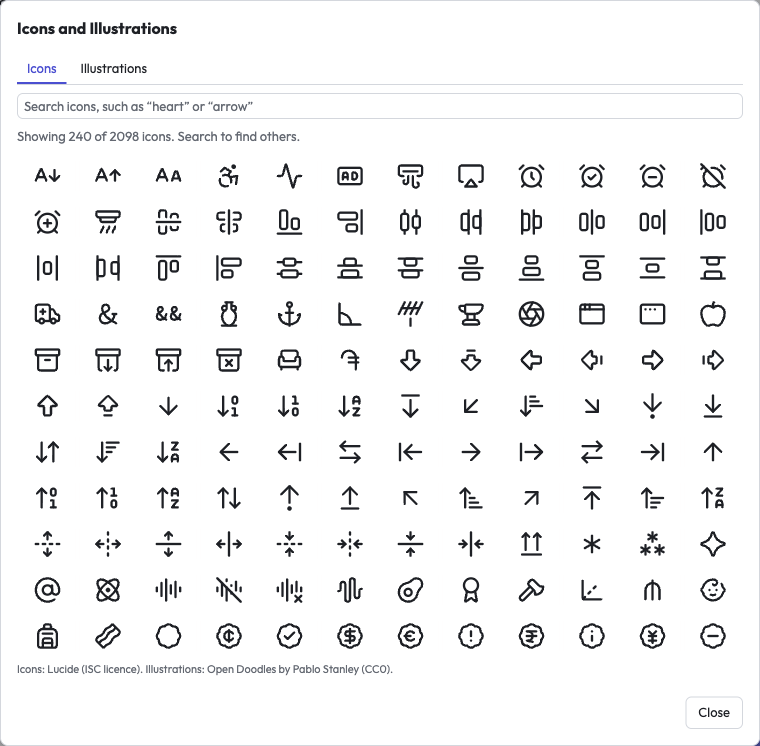 Icons and Illustrations
Icons Illustrations
Search icons, such as “heart” or “arrow”
Showing 240 of 2098 icons. Search to find others.
Icons: Lucide (ISC licence). Illustrations: Open Doodles by Pablo Stanley (CC0).
Close